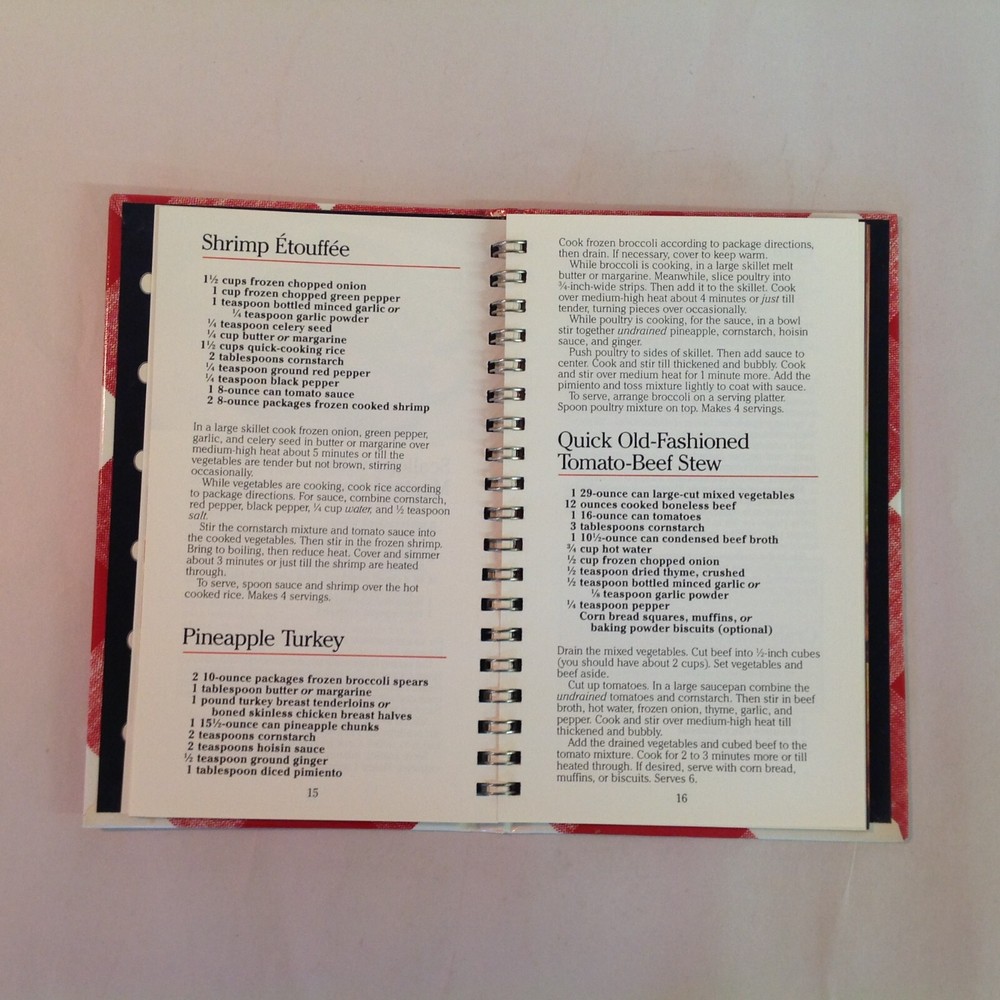 Shrimp Étouffée
1½ cups frozen chopped onion
1 cup frozen chopped green pepper
1 teaspoon bottled minced garlic or
¼ teaspoon garlic powder
¼ teaspoon celery seed
¼ cup butter or margarine
1½ cups quick-cooking rice
2 tablespoons cornstarch
¼ teaspoon ground red pepper
¼ teaspoon black pepper
1 8-ounce can tomato sauce
2 8-ounce packages frozen cooked shrimp
In a large skillet cook frozen onion, green pepper,
garlic, and celery seed in butter or margarine over
medium-high heat about 5 minutes or till the
vegetables are tender but not brown, stirring
occasionally.
While vegetables are cooking, cook rice according
to package directions. For sauce, combine cornstarch,
red pepper, black pepper, ¼ cup water, and ½ teaspoon
salt.
Stir the cornstarch mixture and tomato sauce into
the cooked vegetables. Then stir in the frozen shrimp.
Bring to boiling, then reduce heat. Cover and simmer
about 3 minutes or just till the shrimp are heated
through.
To serve, spoon sauce and shrimp over the hot
cooked rice. Makes 4 servings.
Pineapple Turkey
2 10-ounce packages frozen broccoli spears
1 tablespoon butter or margarine
1 pound turkey breast tenderloins or
boned skinless chicken breast halves
1 15½-ounce can pineapple chunks
2 teaspoons cornstarch
2 teaspoons hoisin sauce
½ teaspoon ground ginger
1 tablespoon diced pimiento
15
Cook frozen broccoli according to package directions,
then drain. If necessary, cover to keep warm.
While broccoli is cooking, in a large skillet melt
butter or margarine. Meanwhile, slice poultry into
¾-inch-wide strips. Then add it to the skillet. Cook
over medium-high heat about 4 minutes or just till
tender, turning pieces over occasionally.
While poultry is cooking, for the sauce, in a bowl
stir together undrained pineapple, cornstarch, hoisin
sauce, and ginger.
Push poultry to sides of skillet. Then add sauce to
center. Cook and stir till thickened and bubbly. Cook
and stir over medium heat for 1 minute more. Add the
pimiento and toss mixture lightly to coat with sauce.
To serve, arrange broccoli on a serving platter.
Spoon poultry mixture on top. Makes 4 servings.
Quick Old-Fashioned
Tomato-Beef Stew
1 29-ounce can large-cut mixed vegetables
12 ounces cooked boneless beef
1 16-ounce can tomatoes
3 tablespoons cornstarch
1 10½-ounce can condensed beef broth
¾ cup hot water
½ cup frozen chopped onion
½ teaspoon dried thyme, crushed
½ teaspoon bottled minced garlic or
⅛ teaspoon garlic powder
¼ teaspoon pepper
Corn bread squares, muffins, or
baking powder biscuits (optional)
Drain the mixed vegetables. Cut beef into ½-inch cubes
(you should have about 2 cups). Set vegetables and
beef aside.
Cut up tomatoes. In a large saucepan combine the
undrained tomatoes and cornstarch. Then stir in beef
broth, hot water, frozen onion, thyme, garlic, and
pepper. Cook and stir over medium-high heat till
thickened and bubbly.
Add the drained vegetables and cubed beef to the
tomato mixture. Cook for 2 to 3 minutes more or till
heated through. If desired, serve with corn bread,
muffins, or biscuits. Serves 6.
16